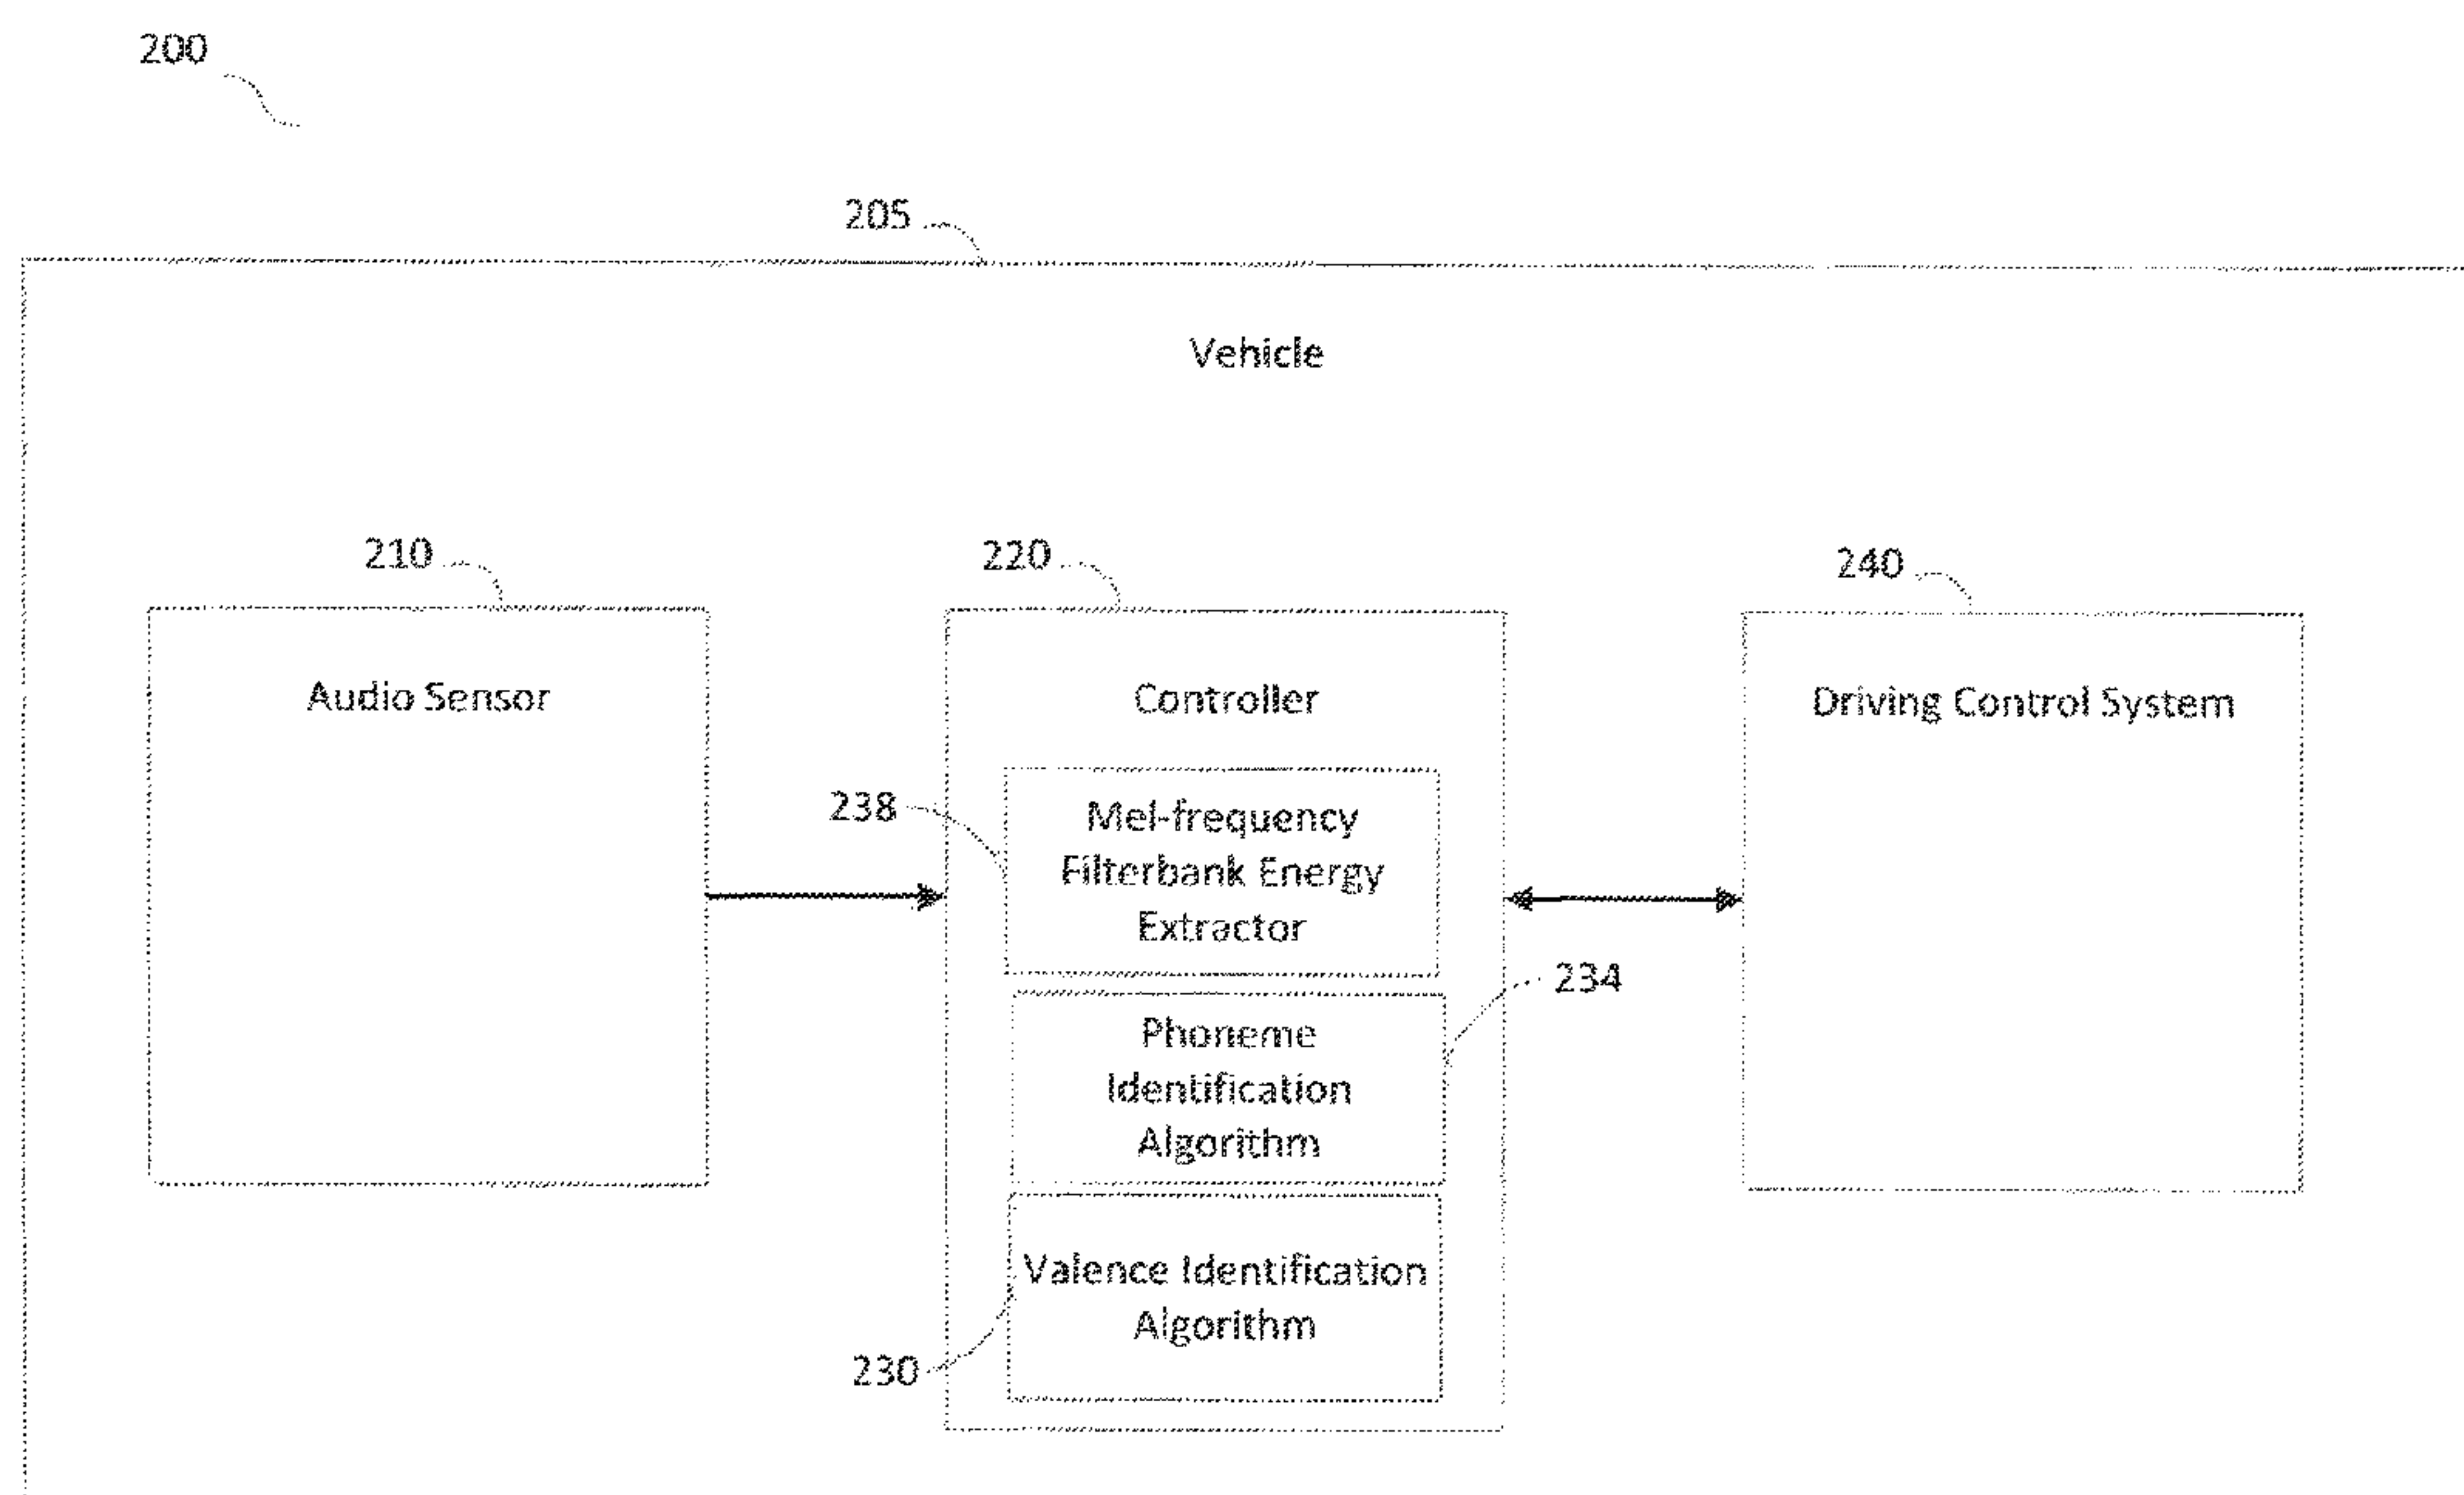 200
205
Vehicle
210
220
240
Audio Sensor
Controller
Driving Control System
238
Mel-frequency
Filterbank Energy
Extractor
234
Phoneme
Identification
Algorithm
Valence Identification
Algorithm
230